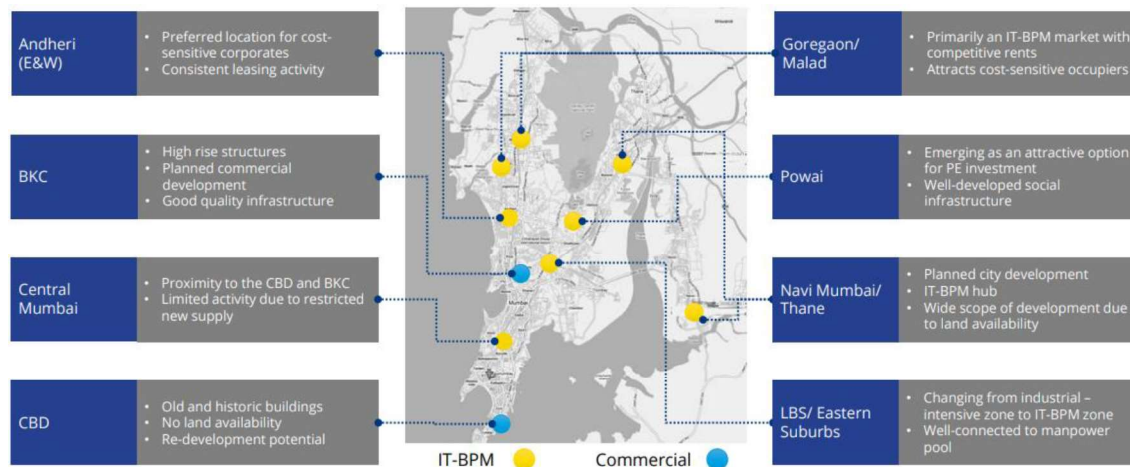 Andheri
(E&W)
• Preferred location for cost-
sensitive corporates
• Consistent leasing activity
BKC
• High rise structures
• Planned commercial
development
• Good quality infrastructure
Central
Mumbai
• Proximity to the CBD and BKC
• Limited activity due to restricted
new supply
CBD
• Old and historic buildings
• No land availability
• Re-development potential
Thane
Mumbai
IT-BPM
Commercial
Goregaon/
Malad
• Primarily an IT-BPM market with
competitive rents
• Attracts cost-sensitive occupiers
Powai
• Emerging as an attractive option
for PE investment
• Well-developed social
infrastructure
Navi Mumbai/
Thane
• Planned city development
• IT-BPM hub
• Wide scope of development due
to land availability
LBS/ Eastern
Suburbs
• Changing from industrial –
intensive zone to IT-BPM zone
• Well-connected to manpower
pool